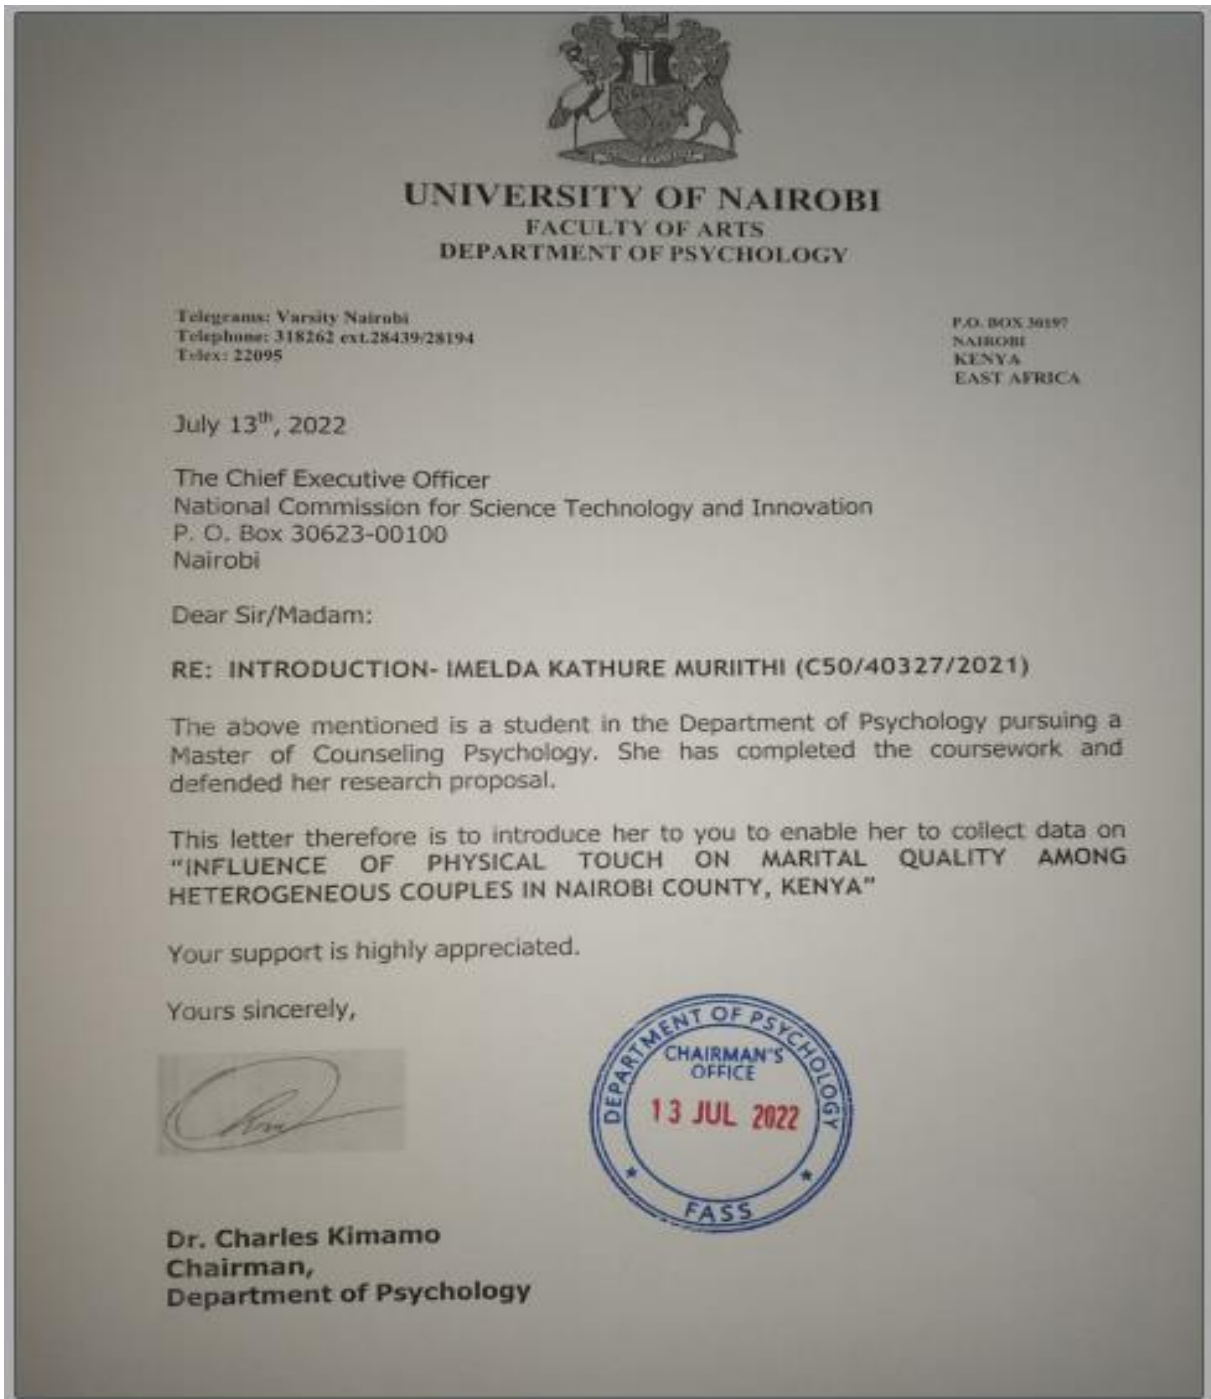 UNIVERSITY OF NAIROBI
FACULTY OF ARTS
DEPARTMENT OF PSYCHOLOGY
Telegrams: Varsity Nairobi
Telephone: 318262 ext.28439/28194
Telex: 22095
P.O. BOX 30197
NAIROBI
KENYA
EAST AFRICA
July 13th, 2022
The Chief Executive Officer
National Commission for Science Technology and Innovation
P. O. Box 30623-00100
Nairobi
Dear Sir/Madam:
RE: INTRODUCTION- IMELDA KATHURE MURIITHI (C50/40327/2021)
The above mentioned is a student in the Department of Psychology pursuing a
Master of Counseling Psychology. She has completed the coursework and
defended her research proposal.
This letter therefore is to introduce her to you to enable her to collect data on
“INFLUENCE OF PHYSICAL TOUCH ON MARITAL QUALITY AMONG
HETEROGENEOUS COUPLES IN NAIROBI COUNTY, KENYA”
Your support is highly appreciated.
Yours sincerely,
DEPARTMENT OF PSYCHOLOGY
CHAIRMAN'S
OFFICE
13 JUL 2022
FASS
Dr. Charles Kimamo
Chairman,
Department of Psychology